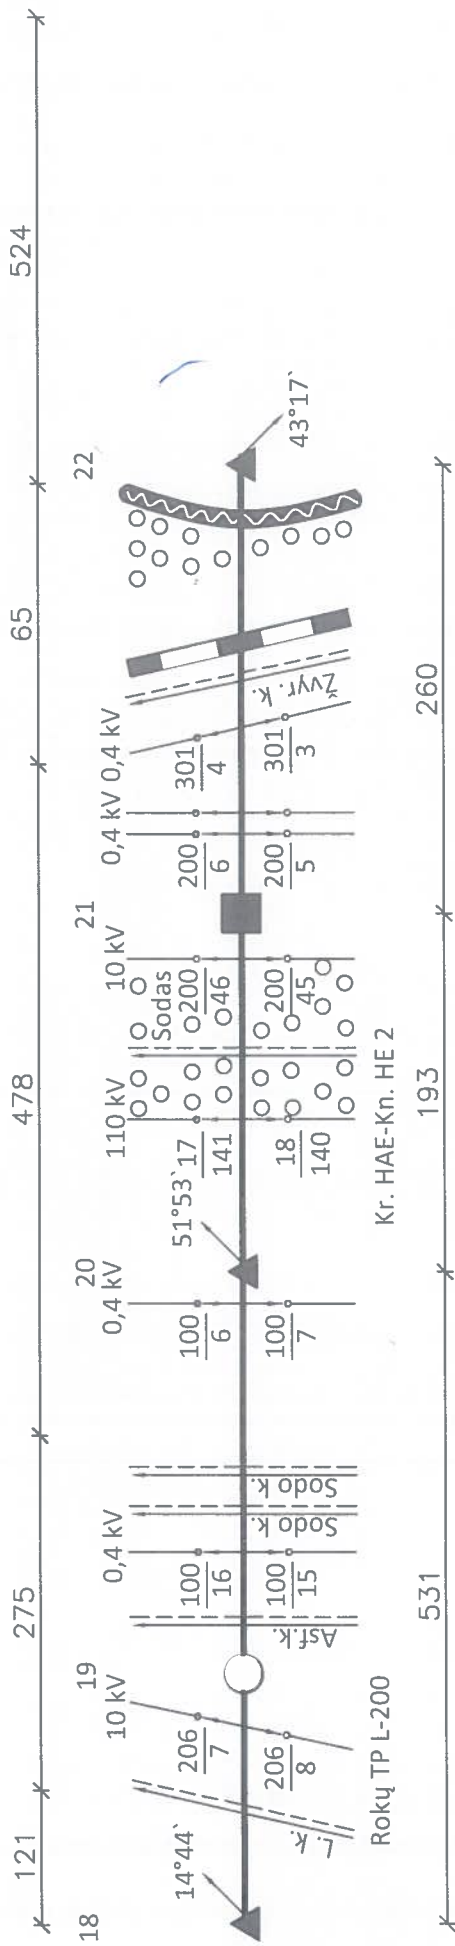 121
275
478
65
524
18
19
20
21
22
10 kV
0,4 kV
0,4 kV
110 kV
10 kV
0,4 kV
0,4 kV
14°44`
51°53`
43°17`
206
7
100
16
100
6
17
141
Sodas
200
46
200
6
301
4
L. k.
206
8
Asf.k.
100
15
Sodo k.
Sodo k.
100
7
18
140
200
45
200
5
301
3
Žvyr. k.
Rokų TP L-200
Kr. HAE-Kn. HE 2
531
193
260